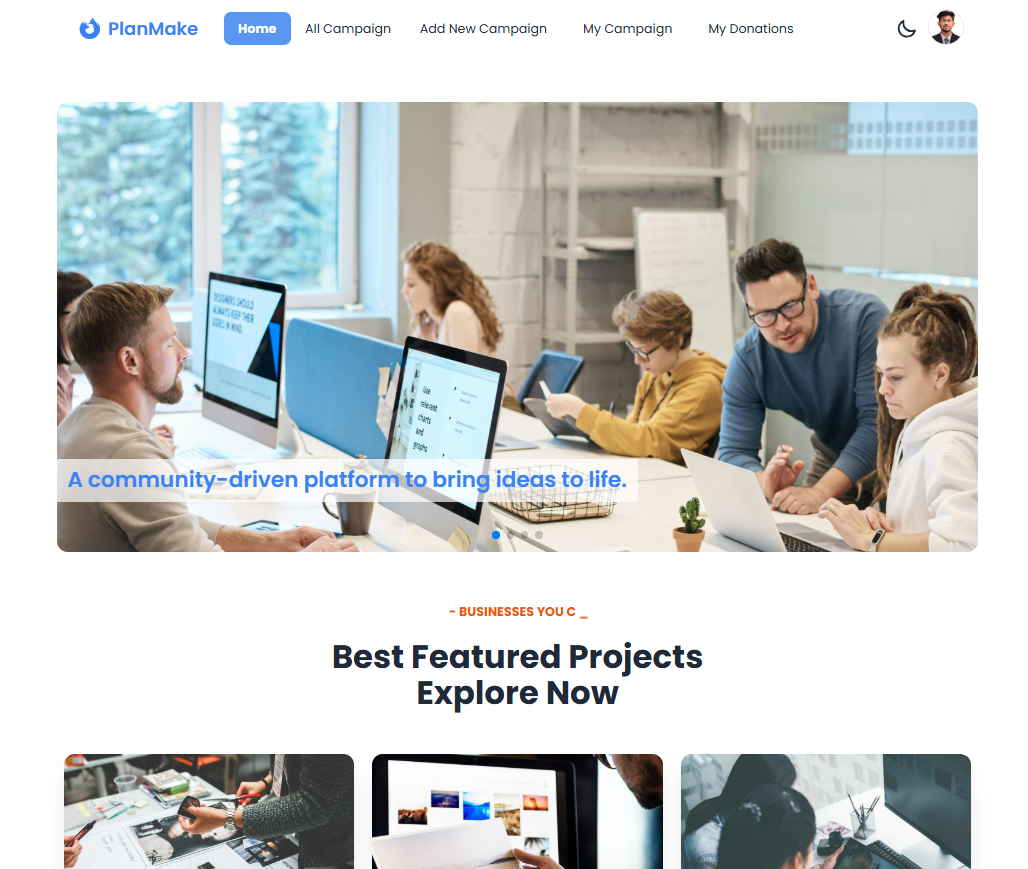 PlanMake
Home
All Campaign
Add New Campaign
My Campaign
My Donations
DESIGNERS SHOULD
ALWAYS KEEP THEIR
USERS IN MIND.
Use
relevant
charts
and
graphs
A community-driven platform to bring ideas to life.
- BUSINESSES YOU C _
Best Featured Projects
Explore Now